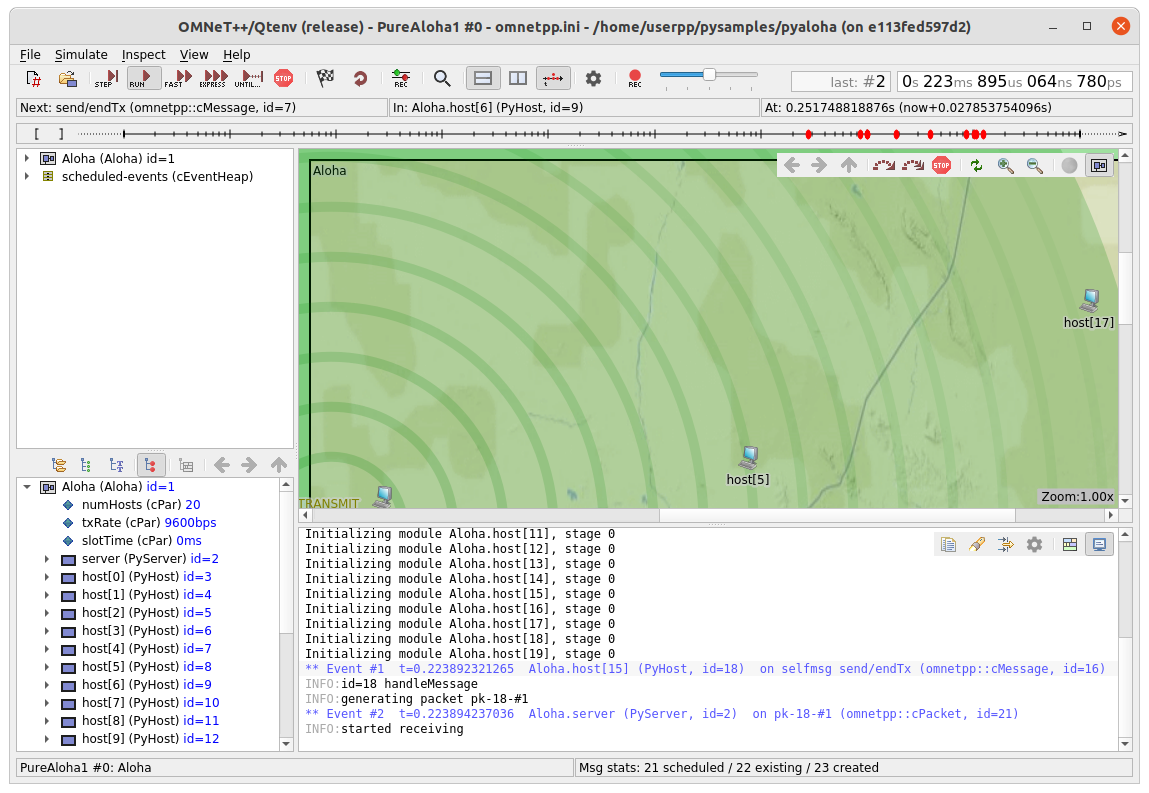 OMNeT++/Qtenv (release) - PureAloha1 #0 - omnetpp.ini - /home/userpp/pysamples/pyaloha (on e113fed597d2)
File Simulate Inspect View Help
STEP RUN FAST EXPRESS UNTIL... STOP REC REC last: #2 0s 223ms 895us 064ns 780ps
Next: send/endTx (omnetpp::cMessage, id=7) In: Aloha.host[6] (PyHost, id=9) At: 0.251748818876s (now+0.027853754096s)
[ ]
Aloha (Aloha) id=1
scheduled-events (cEventHeap)
Aloha
STOP
host[17]
host[5]
TRANSMIT
Zoom:1.00x
Aloha (Aloha) id=1
numHosts (cPar) 20
txRate (cPar) 9600bps
slotTime (cPar) 0ms
server (PyServer) id=2
host[0] (PyHost) id=3
host[1] (PyHost) id=4
host[2] (PyHost) id=5
host[3] (PyHost) id=6
host[4] (PyHost) id=7
host[5] (PyHost) id=8
host[6] (PyHost) id=9
host[7] (PyHost) id=10
host[8] (PyHost) id=11
host[9] (PyHost) id=12
Initializing module Aloha.host[11], stage 0
Initializing module Aloha.host[12], stage 0
Initializing module Aloha.host[13], stage 0
Initializing module Aloha.host[14], stage 0
Initializing module Aloha.host[15], stage 0
Initializing module Aloha.host[16], stage 0
Initializing module Aloha.host[17], stage 0
Initializing module Aloha.host[18], stage 0
Initializing module Aloha.host[19], stage 0
** Event #1 t=0.223892321265 Aloha.host[15] (PyHost, id=18) on selfmsg send/endTx (omnetpp::cMessage, id=16)
INFO:id=18 handleMessage
INFO:generating packet pk-18-#1
** Event #2 t=0.223894237036 Aloha.server (PyServer, id=2) on pk-18-#1 (omnetpp::cPacket, id=21)
INFO:started receiving
PureAloha1 #0: Aloha
Msg stats: 21 scheduled / 22 existing / 23 created